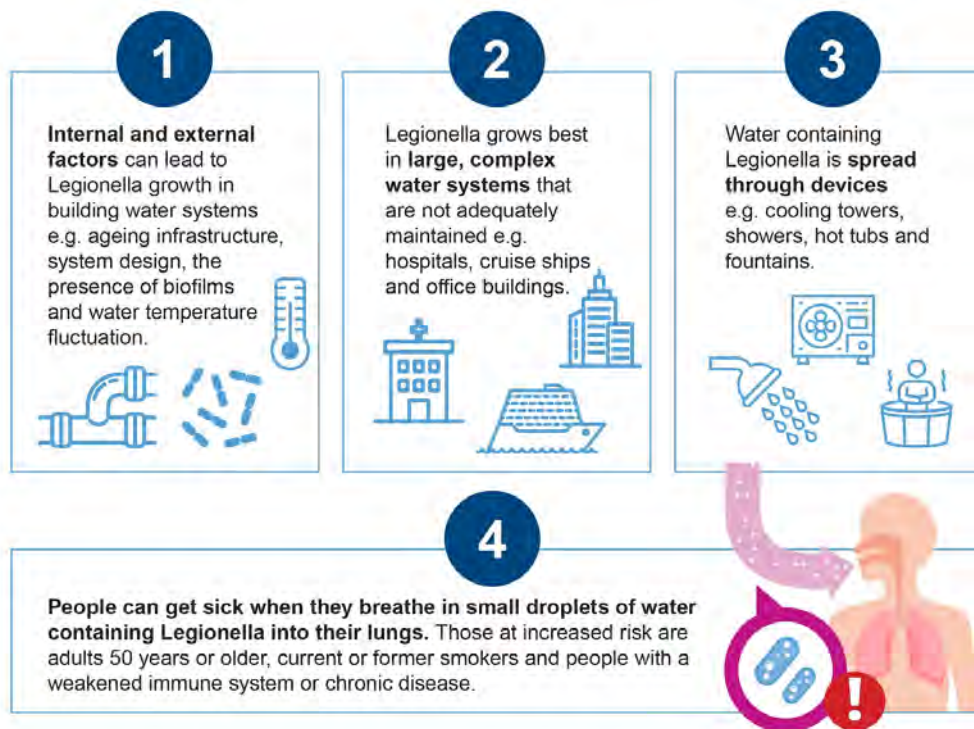 1
Internal and external
factors can lead to
Legionella growth in
building water systems
e.g. ageing infrastructure,
system design, the
presence of biofilms
and water temperature
fluctuation.
2
Legionella grows best
in large, complex
water systems that
are not adequately
maintained e.g.
hospitals, cruise ships
and office buildings.
3
Water containing
Legionella is spread
through devices
e.g. cooling towers,
showers, hot tubs and
fountains.
4
People can get sick when they breathe in small droplets of water
containing Legionella into their lungs. Those at increased risk are
adults 50 years or older, current or former smokers and people with a
weakened immune system or chronic disease.
!